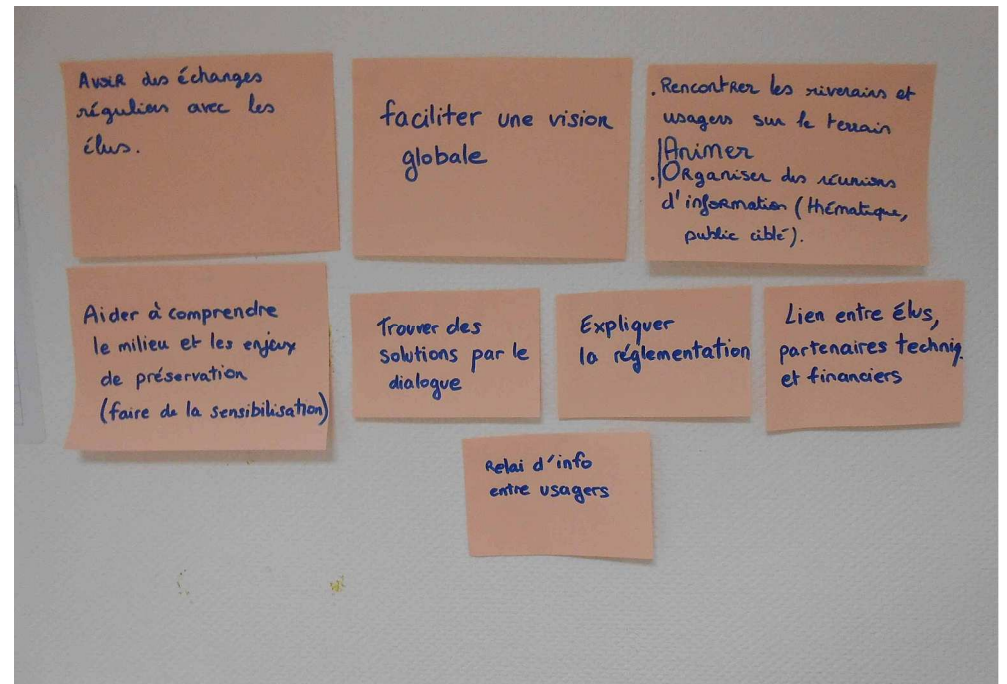 Avoir des échanges
réguliers avec les
élus.
faciliter une vision
globale
. Rencontrer les riverains et
usagers sur le terrain
Animer
. Organiser des réunions
d'information (thématique,
public ciblé).
Aider à comprendre
le milieu et les enjeux
de préservation
(faire de la sensibilisation)
Trouver des
solutions par le
dialogue
Expliquer
la réglementation
Lien entre élus,
partenaires techniq.
et financiers
Relai d'info
entre usagers